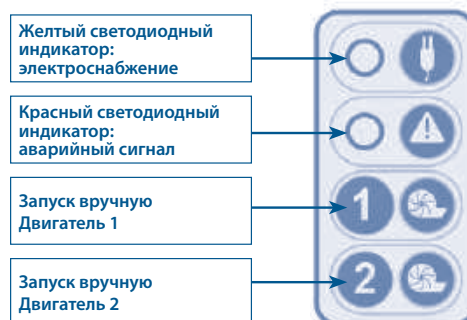 Желтый светодиодный
индикатор:
электроснабжение
Красный светодиодный
индикатор:
аварийный сигнал
Запуск вручную
Двигатель 1
1
Запуск вручную
Двигатель 2
2